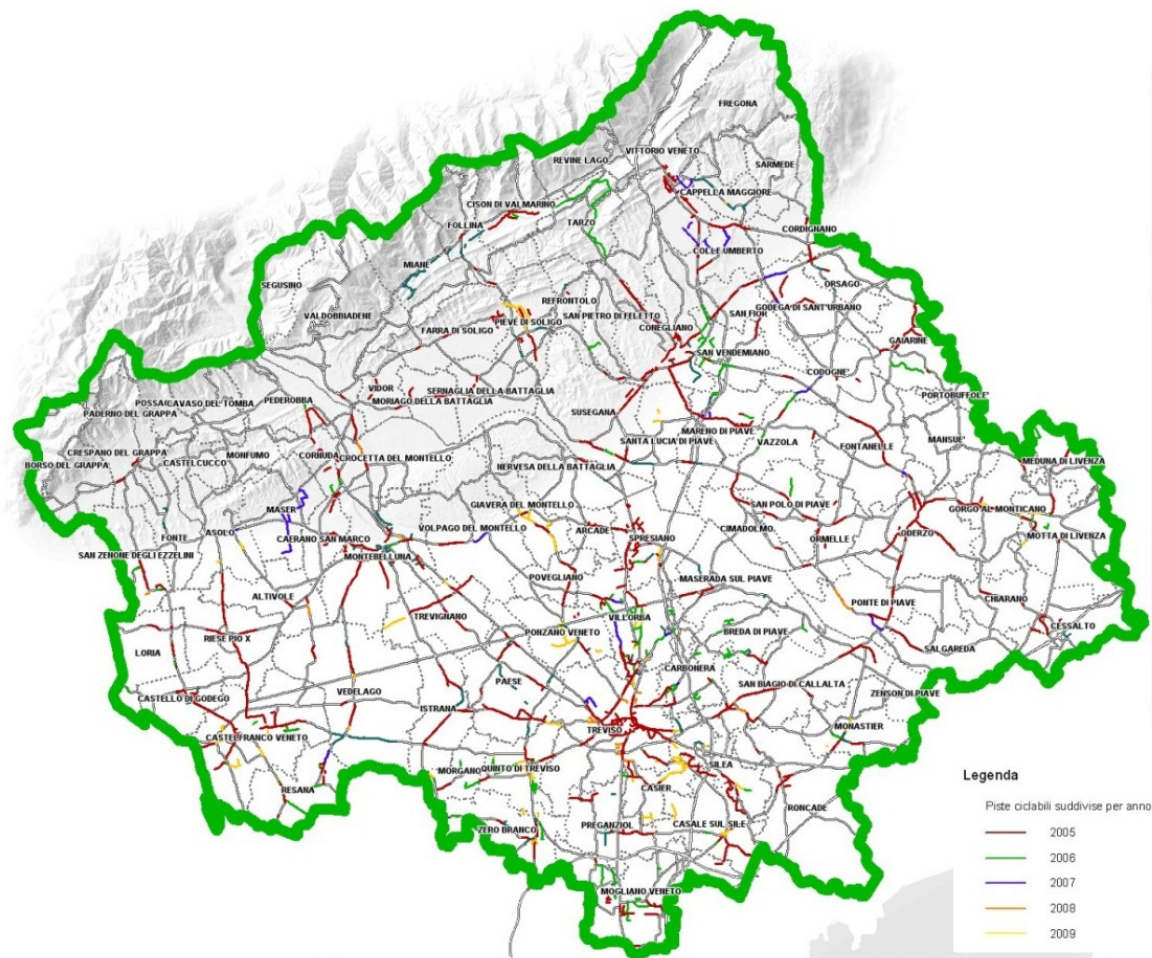 FREGONA
VITTORIO VENETO
REVINE LAGO
SARMEDE
CAPPELLA MAGGIORE
CISON DI VALMARINO
FOLLINA
TARZO
CORDIGNANO
COLLE UMBERTO
MIANE
SEGUSINO
ORSAGO
REFRONTOLO
VALDOBBIADENE
GODEGA DI SANT'URBANO
SAN PIETRO DI FELETTO
SAN FIOR
PIEVE DI SOLIGO
FARRA DI SOLIGO
CONEGLIANO
GAIARINE
SAN VENDEMIANO
CODOGNE'
VIDOR
SERNAGLIA DELLA BATTAGLIA
PORTOBUFFOLE'
POSSA
CAVASO DEL TOMBA
PEDEROBBA
MORIAGO DELLA BATTAGLIA
PADERNO DEL GRAPPA
SUSEGANA
MARENO DI PIAVE
SANTA LUCIA DI PIAVE
VAZZOLA
FONTANELLE
MANSUE'
CRESPANO DEL GRAPPA
MONFUMO
CORNUDA
CROCETTA DEL MONTELLO
BORSO DEL GRAPPA
CASTELCUCCO
NERVESA DELLA BATTAGLIA
MEDUNA DI LIVENZA
MASER
GIAVERA DEL MONTELLO
SAN POLO DI PIAVE
GORGO AL MONTICANO
FONTE
ASOLO
VOLPAGO DEL MONTELLO
ARCADE
CIMADOLMO
ODERZO
MOTTA DI LIVENZA
CAERANO SAN MARCO
SPRESIANO
ORMELLE
SAN ZENONE DEGLI EZZELINI
MONTEBELLUNA
POVEGLIANO
MASERADA SUL PIAVE
ALTIVOLE
CHIARANO
PONTE DI PIAVE
TREVIGNANO
VILLORBA
CESSALTO
RIESE PIO X
PONZANO VENETO
BREDA DI PIAVE
LORIA
SALGAREDA
CARBONERA
PAESE
SAN BIAGIO DI CALLALTA
ZENSON DI PIAVE
VEDELAGO
CASTELLO DI GODEGO
ISTRANA
MONASTIER
TREVISO
CASTELFRANCO VENETO
SILEA
MORGANO
QUINTO DI TREVISO
RESANA
CASIER
RONCADE
ZERO BRANCO
PREGANZIOL
CASALE SUL SILE
MOGLIANO VENETO
Legenda
Piste ciclabili suddivise per anno
2005
2006
2007
2008
2009